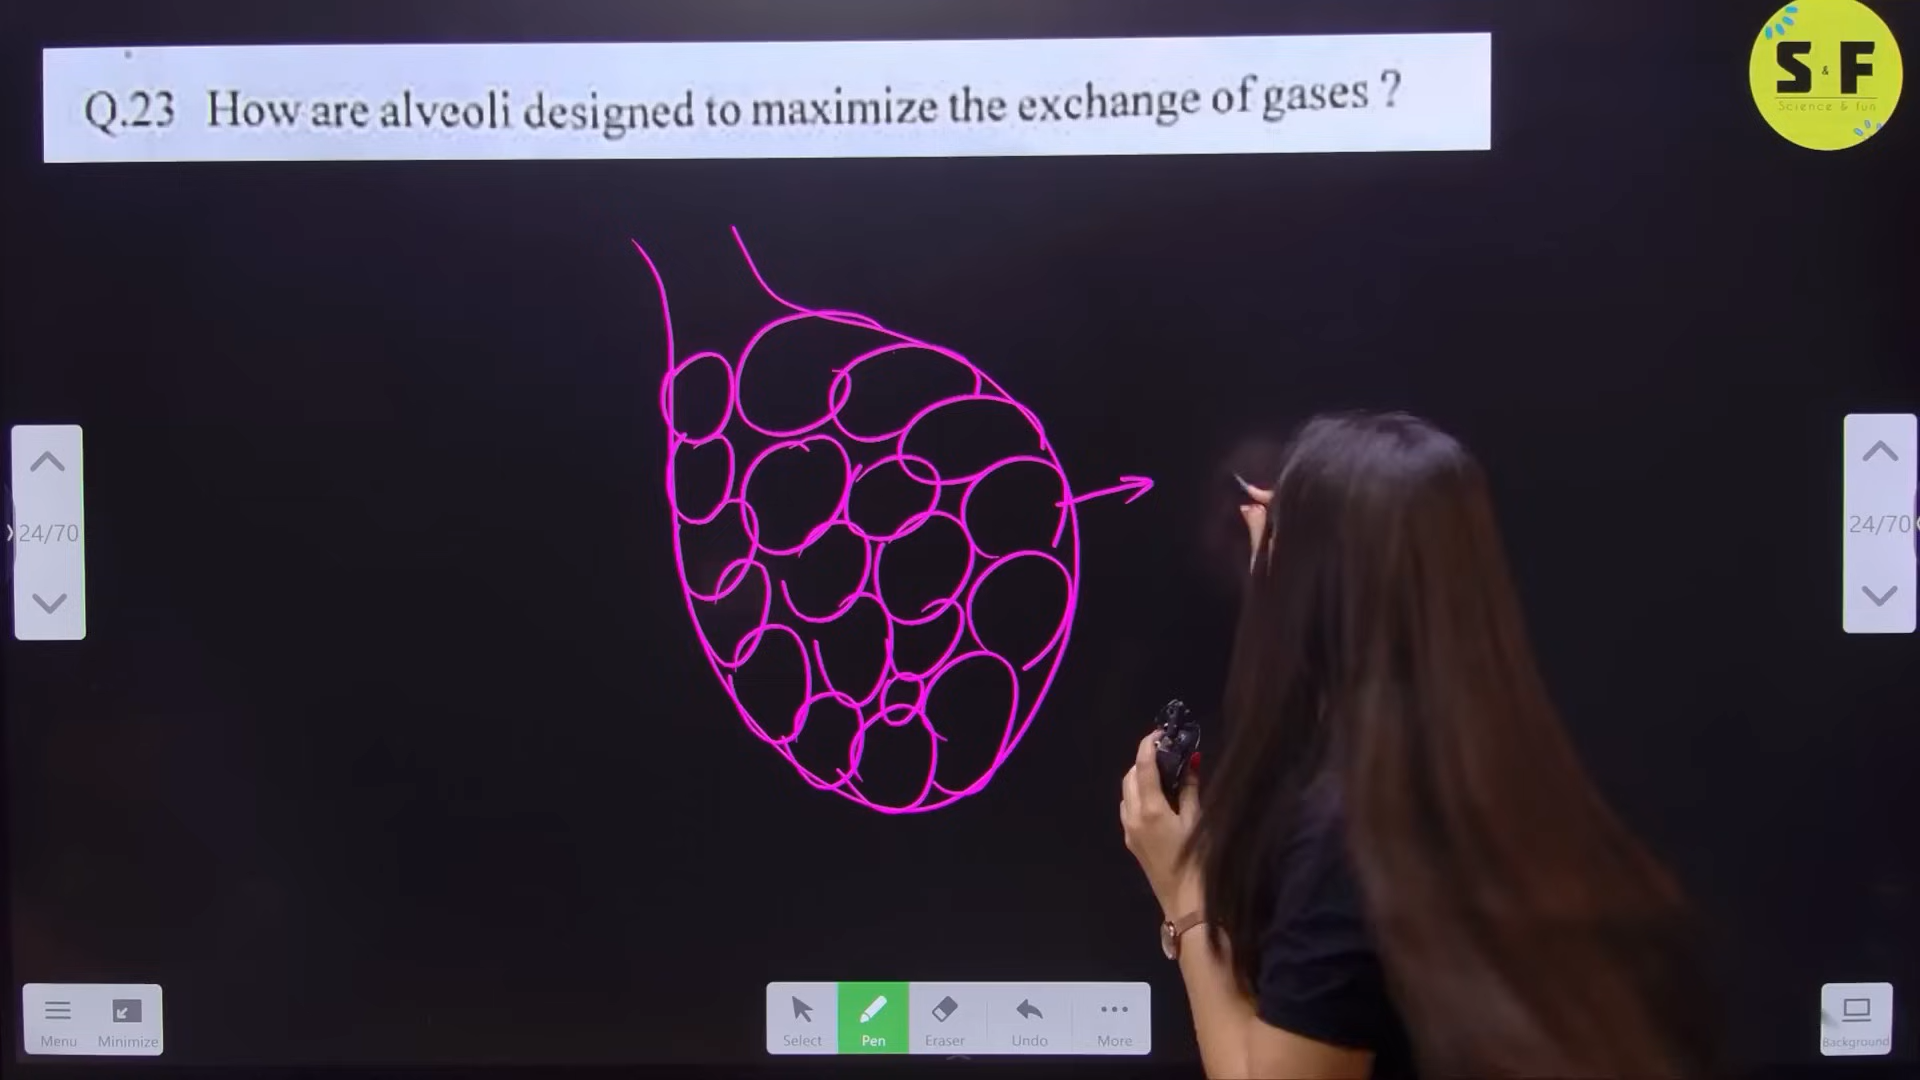 Q.23 How are alveoli designed to maximize the exchange of gases ?
S & F
Science & fun
24/70
24/70
Menu
Minimize
Select
Pen
Eraser
Undo
More
Background